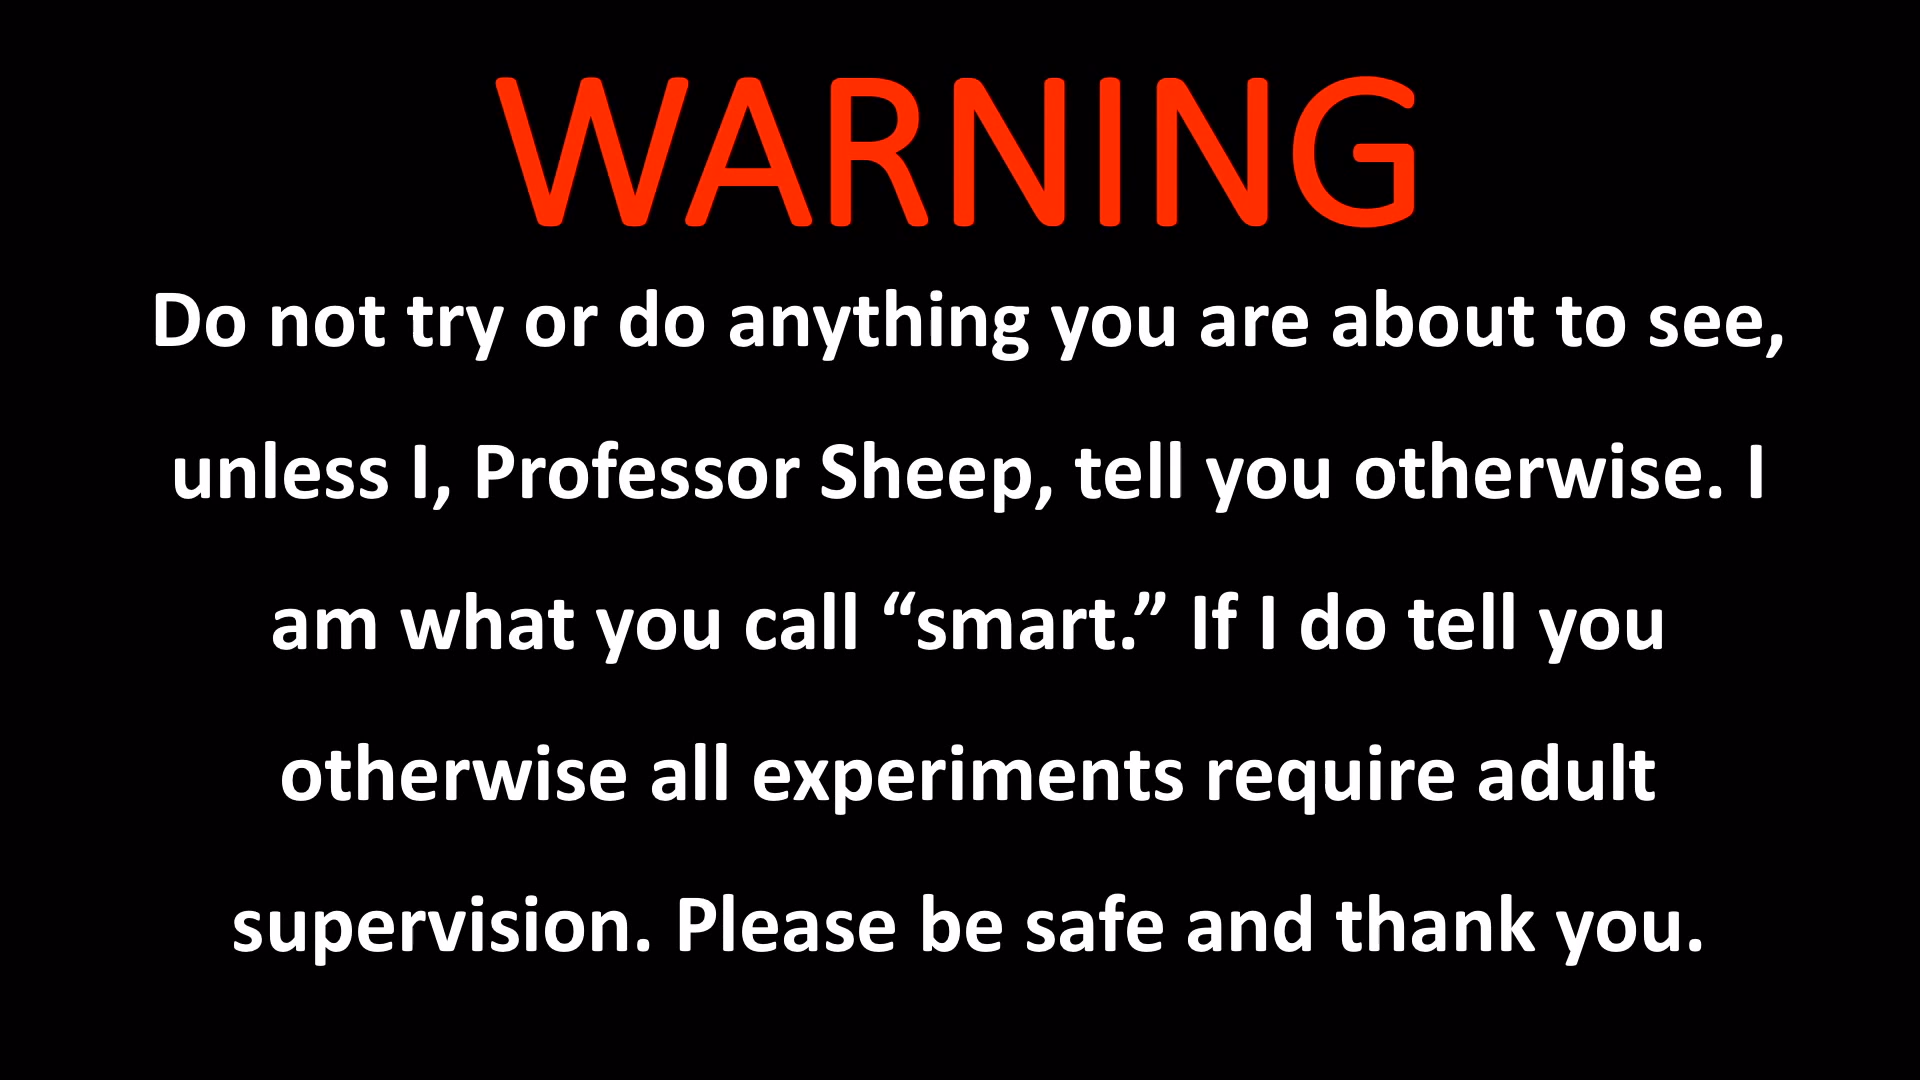 WARNING
Do not try or do anything you are about to see,
unless I, Professor Sheep, tell you otherwise. I
am what you call “smart.” If I do tell you
otherwise all experiments require adult
supervision. Please be safe and thank you.